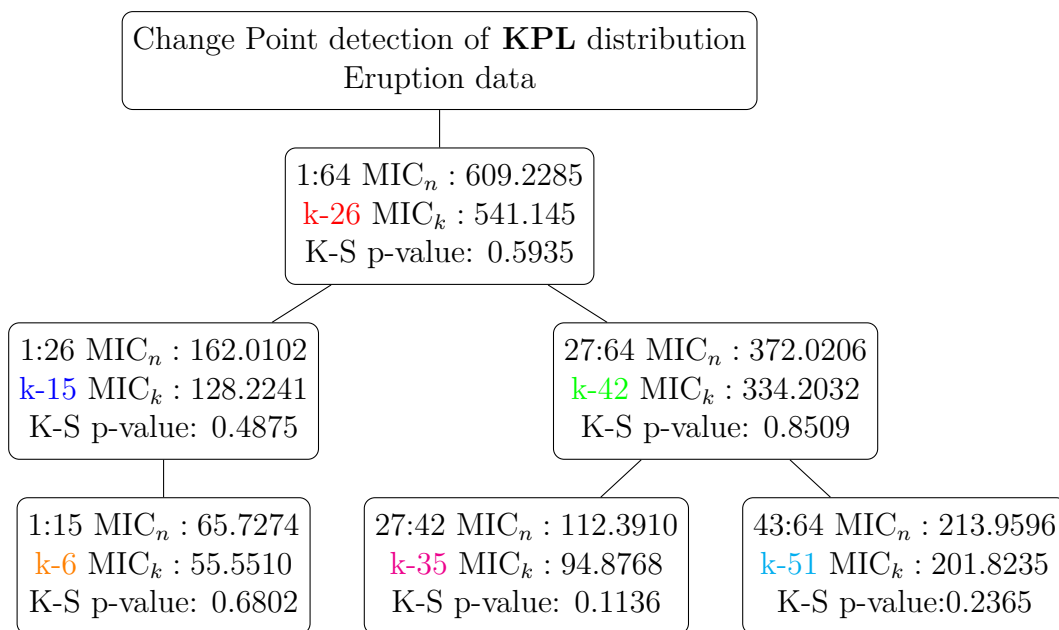 Change Point detection of KPL distribution
Eruption data
1:64 MICₙ : 609.2285
k-26 MICₖ : 541.145
K-S p-value: 0.5935
1:26 MICₙ : 162.0102
k-15 MICₖ : 128.2241
K-S p-value: 0.4875
27:64 MICₙ : 372.0206
k-42 MICₖ : 334.2032
K-S p-value: 0.8509
1:15 MICₙ : 65.7274
k-6 MICₖ : 55.5510
K-S p-value: 0.6802
27:42 MICₙ : 112.3910
k-35 MICₖ : 94.8768
K-S p-value: 0.1136
43:64 MICₙ : 213.9596
k-51 MICₖ : 201.8235
K-S p-value:0.2365